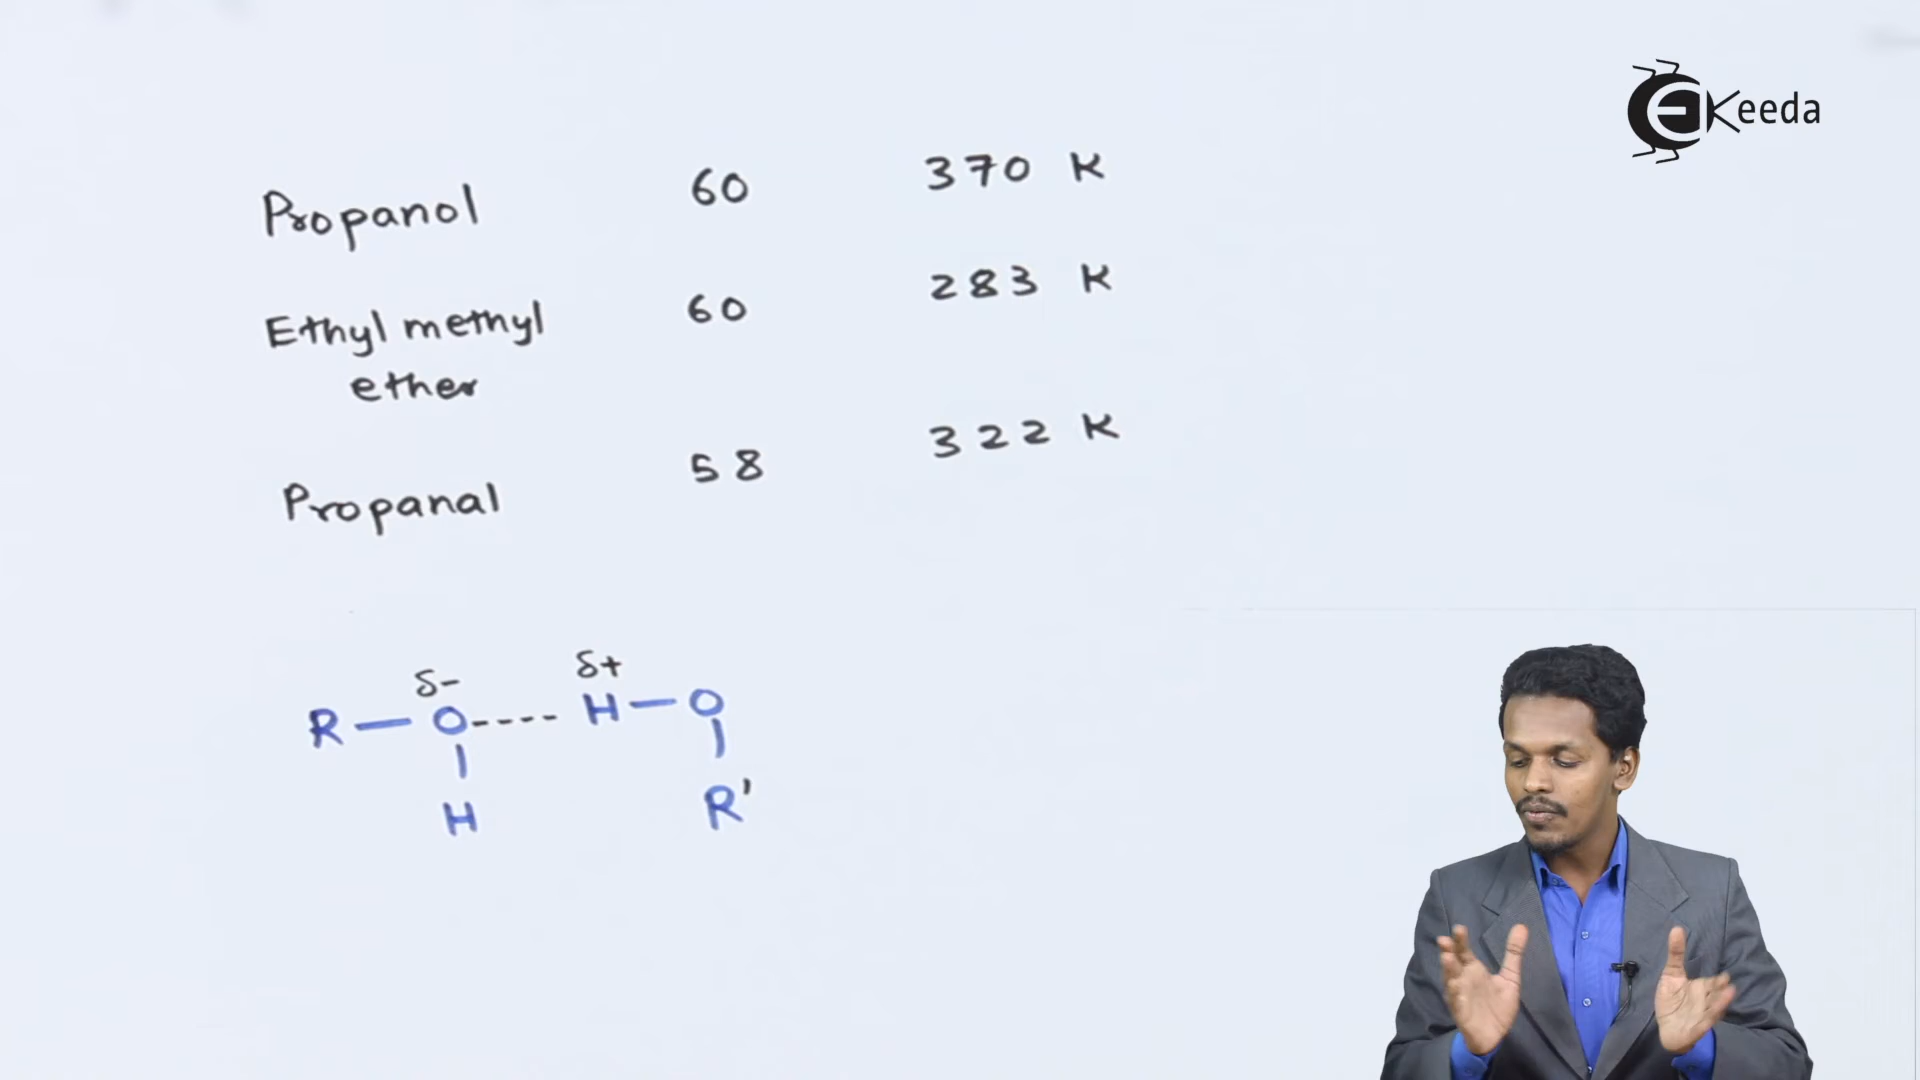 EKeeda
Propanol 60 370 K
Ethyl methyl 60 283 K
ether
Propanal 58 322 K
δ- δ+
R — O ---- H — O
| |
H R'